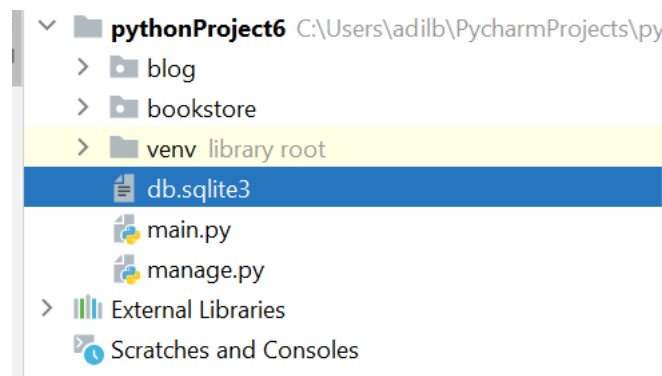 pythonProject6 C:\Users\adilb\PycharmProjects\py
blog
bookstore
venv library root
db.sqlite3
main.py
manage.py
External Libraries
Scratches and Consoles